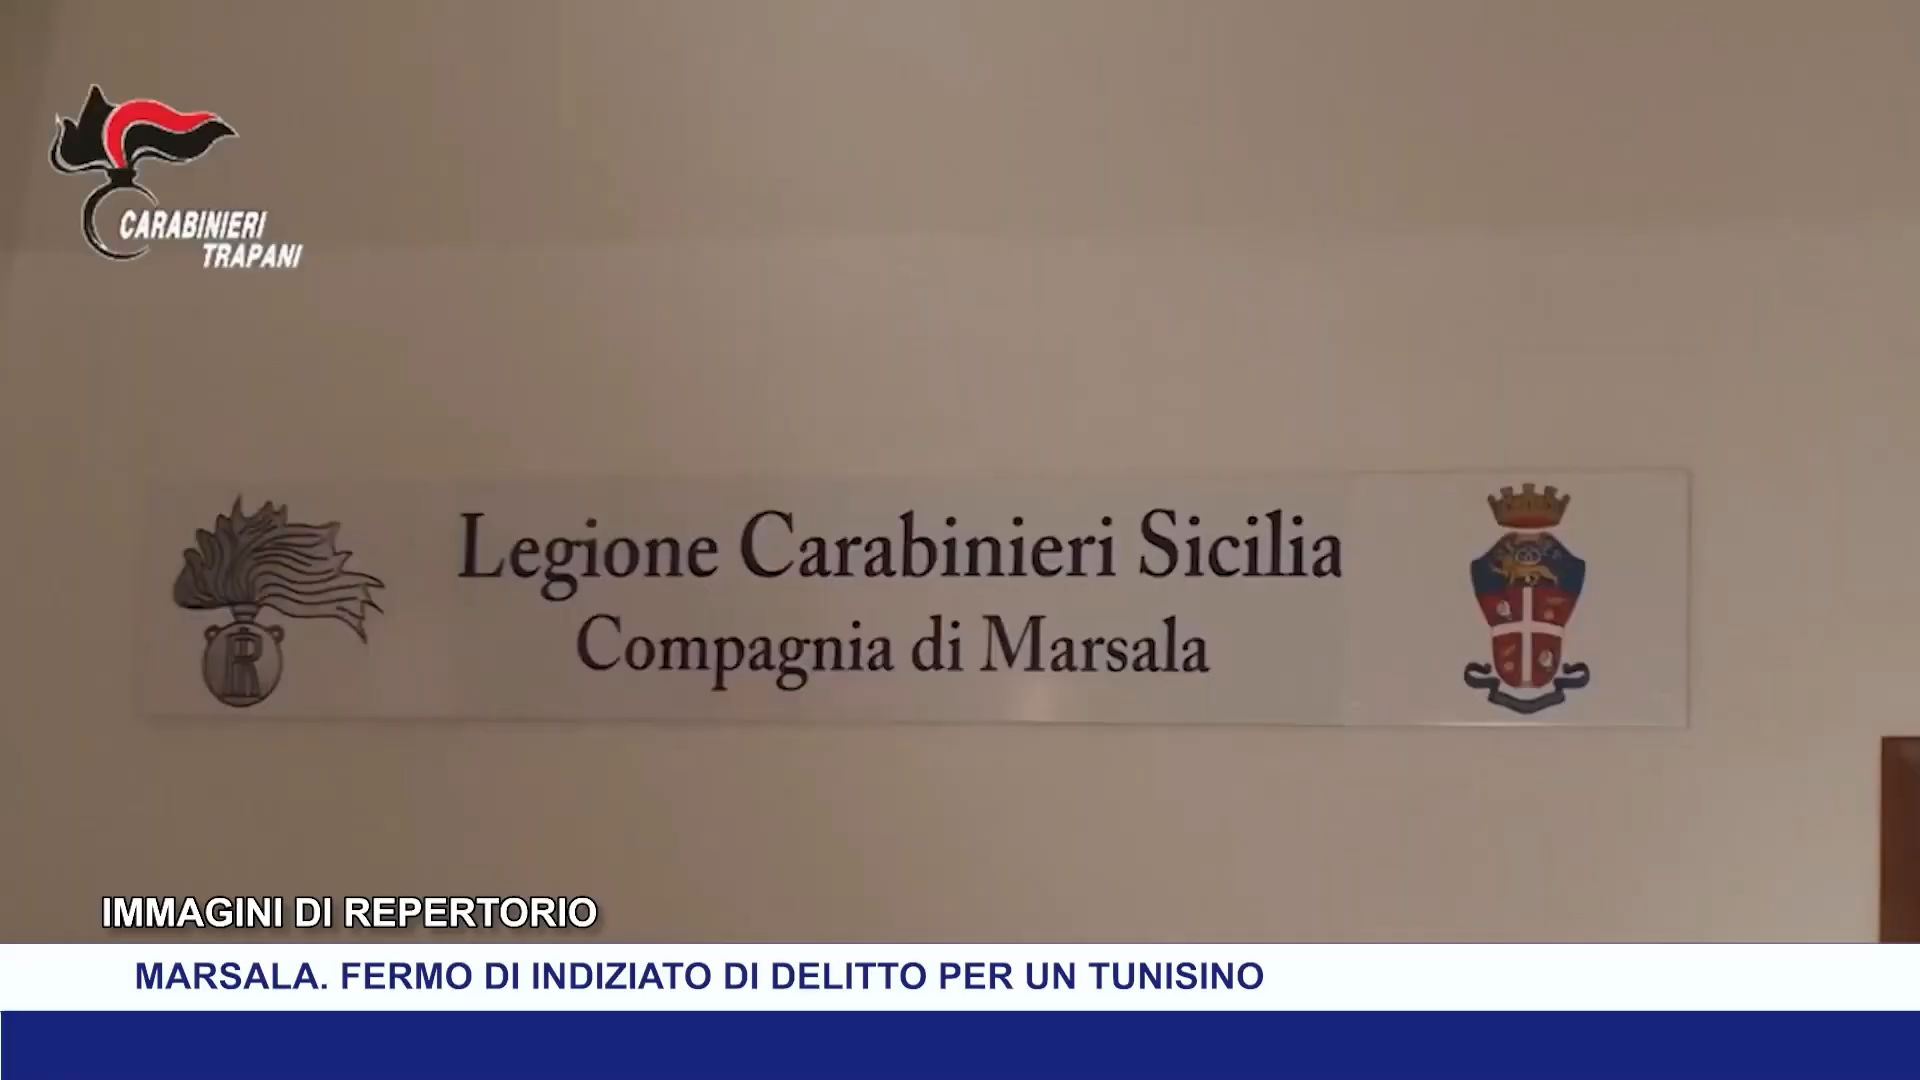 CARABINIERI
TRAPANI
Legione Carabinieri Sicilia
Compagnia di Marsala
IMMAGINI DI REPERTORIO
MARSALA. FERMO DI INDIZIATO DI DELITTO PER UN TUNISINO